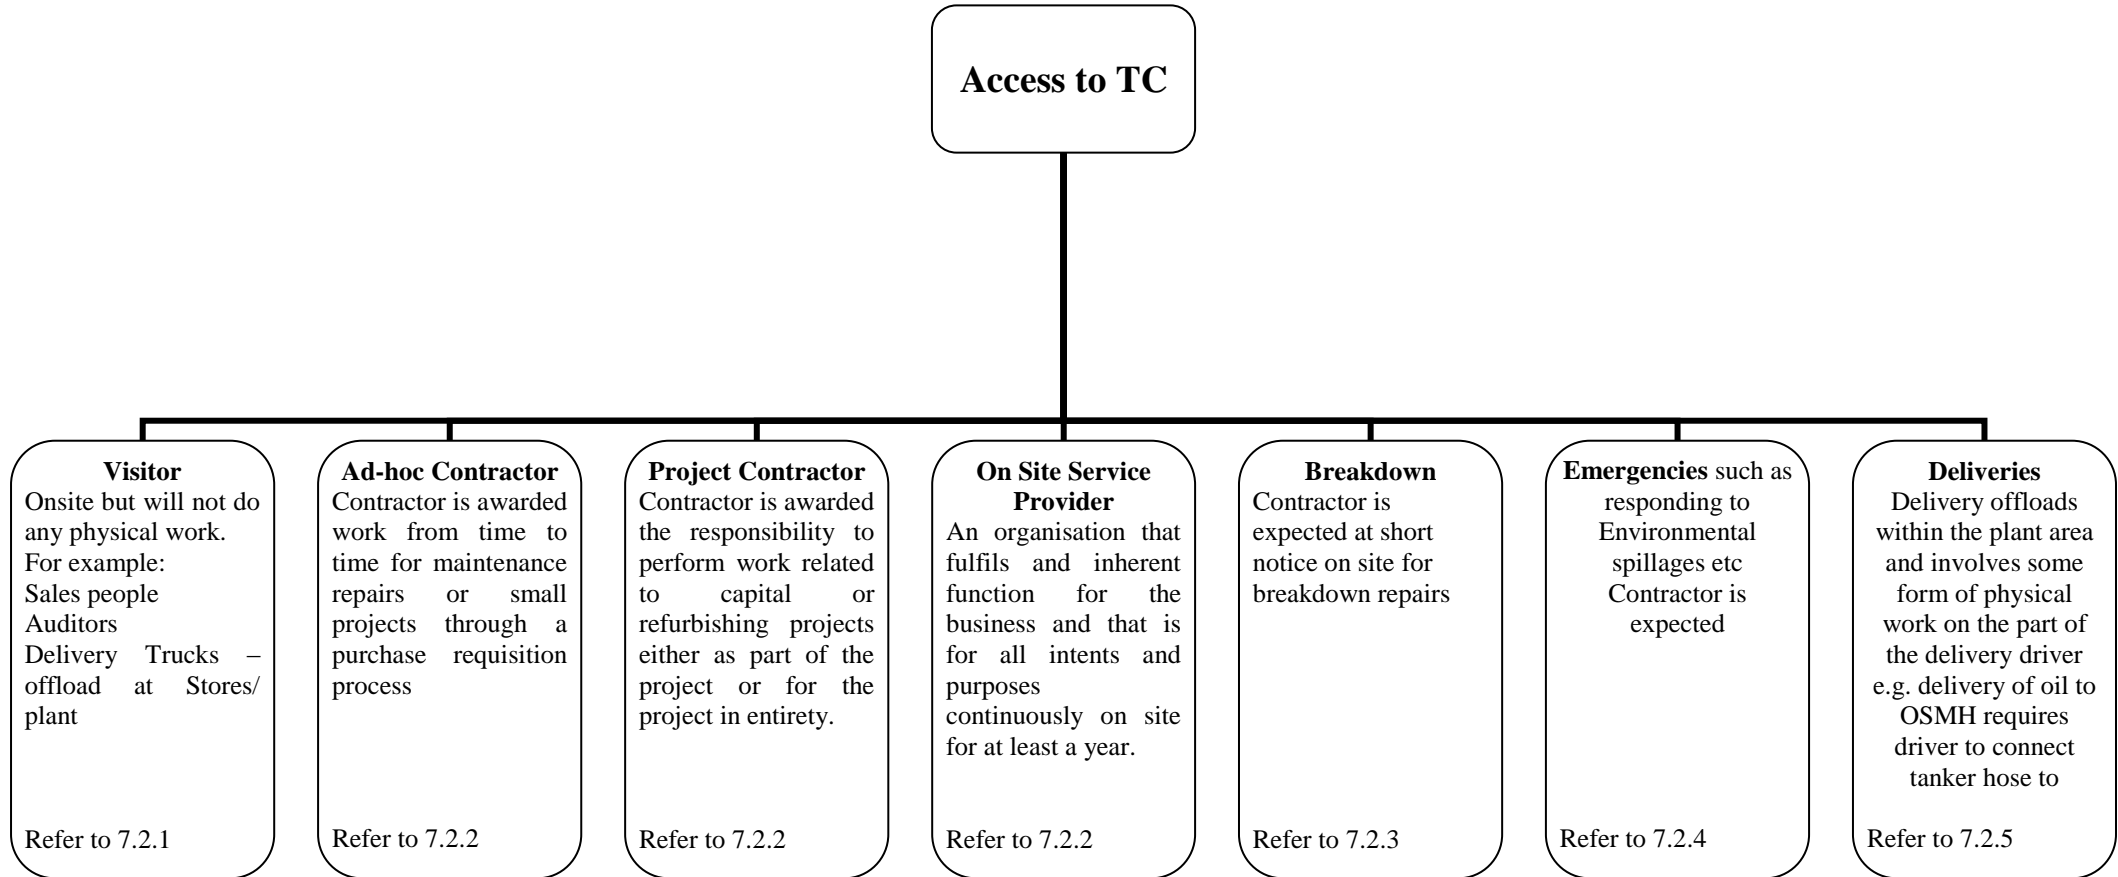 Access to TC
Visitor
Onsite but will not do
any physical work.
For example:
Sales people
Auditors
Delivery Trucks –
offload at Stores/
plant
Refer to 7.2.1
Ad-hoc Contractor
Contractor is awarded
work from time to
time for maintenance
repairs or small
projects through a
purchase requisition
process
Refer to 7.2.2
Project Contractor
Contractor is awarded
the responsibility to
perform work related
to capital or
refurbishing projects
either as part of the
project or for the
project in entirety.
Refer to 7.2.2
On Site Service
Provider
An organisation that
fulfils and inherent
function for the
business and that is
for all intents and
purposes
continuously on site
for at least a year.
Refer to 7.2.2
Breakdown
Contractor is
expected at short
notice on site for
breakdown repairs
Refer to 7.2.3
Emergencies such as
responding to
Environmental
spillages etc
Contractor is
expected
Refer to 7.2.4
Deliveries
Delivery offloads
within the plant area
and involves some
form of physical
work on the part of
the delivery driver
e.g. delivery of oil to
OSMH requires
driver to connect
tanker hose to
Refer to 7.2.5